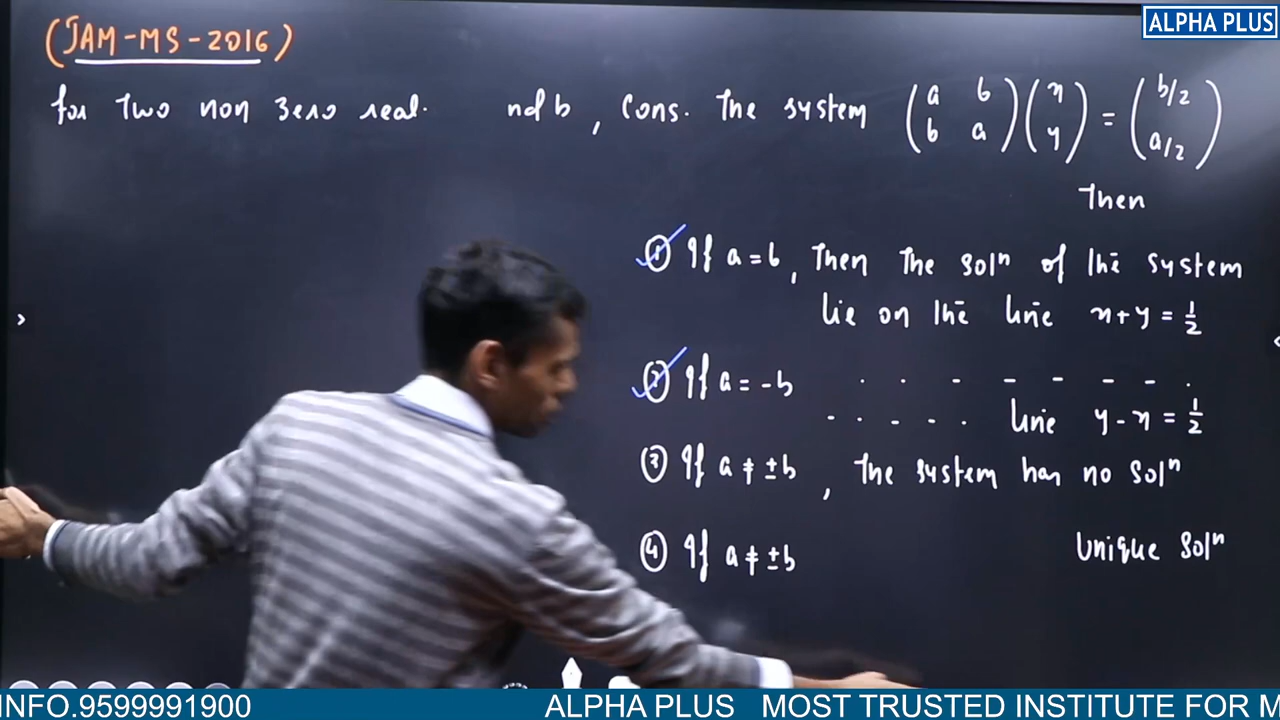 ALPHA PLUS
(JAM-MS-2016)
for Two non zero real. nd b, cons. The system (a b b a)(x y) = (b/2 a/2)
Then
① If a = b, Then The solⁿ of the system
lie on the line x+y = 1/2
② If a = -b . . - - - - - .
- . - - . line y-x = 1/2
③ If a ≠ ±b, The system has no solⁿ
④ If a ≠ ±b Unique solⁿ
INFO.9599991900 ALPHA PLUS MOST TRUSTED INSTITUTE FOR M